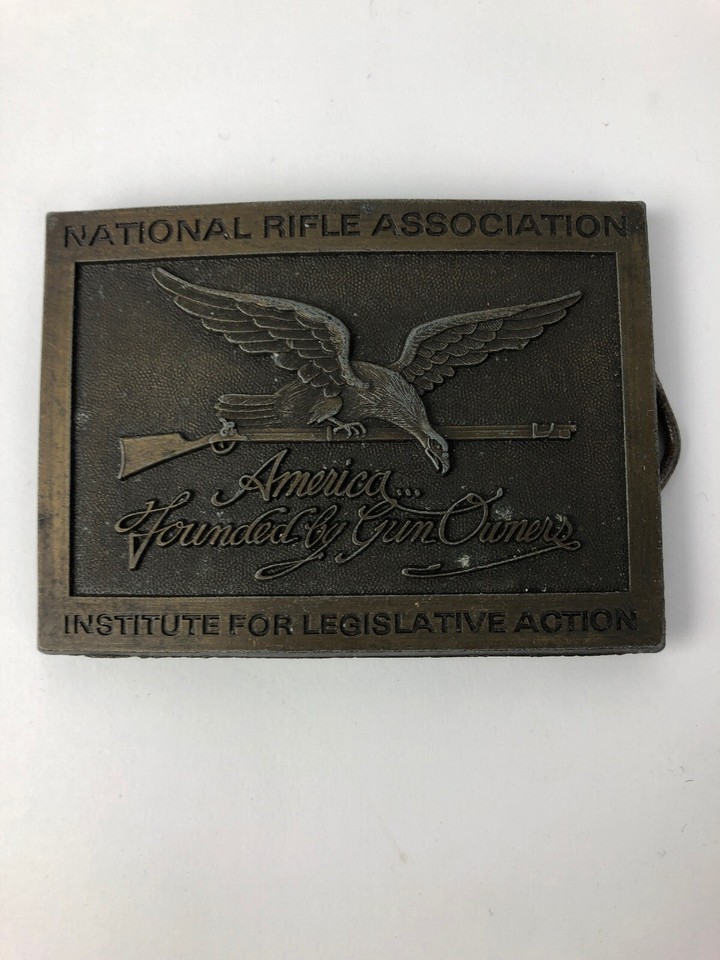 NATIONAL RIFLE ASSOCIATION
America...
Founded by Gun Owners
INSTITUTE FOR LEGISLATIVE ACTION